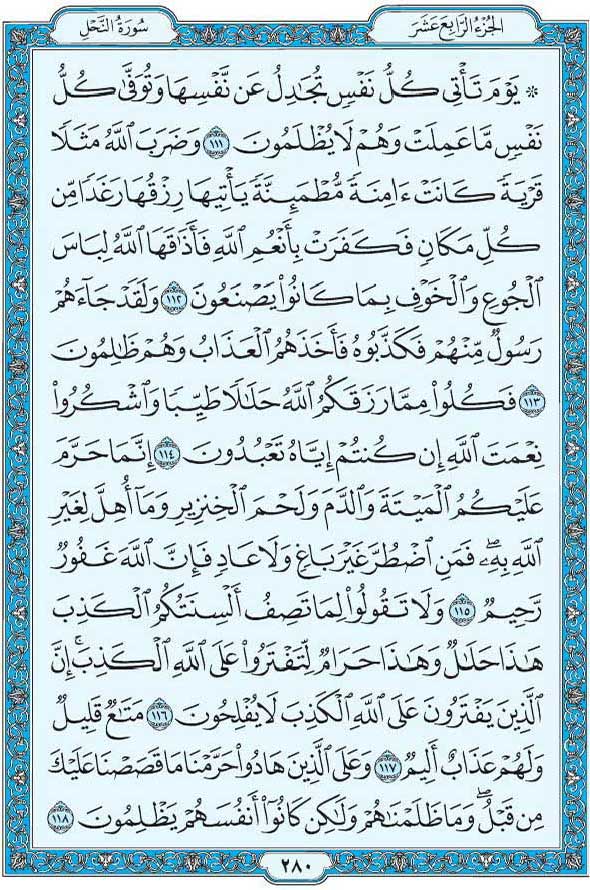 الجُزْءُ الرَّابِعَ عَشَرَ
سُورَةُ النَّحْلِ
۞ يَوْمَ تَأْتِى كُلُّ نَفْسٍ تُجَٰدِلُ عَن نَّفْسِهَا وَتُوَفَّىٰ كُلُّ
نَفْسٍ مَّا عَمِلَتْ وَهُمْ لَا يُظْلَمُونَ ١١١ وَضَرَبَ ٱللَّهُ مَثَلًا
قَرْيَةً كَانَتْ ءَامِنَةً مُّطْمَئِنَّةً يَأْتِيهَا رِزْقُهَا رَغَدًا مِّن
كُلِّ مَكَانٍ فَكَفَرَتْ بِأَنْعُمِ ٱللَّهِ فَأَذَٰقَهَا ٱللَّهُ لِبَاسَ
ٱلْجُوعِ وَٱلْخَوْفِ بِمَا كَانُوا۟ يَصْنَعُونَ ١١٢ وَلَقَدْ جَآءَهُمْ
رَسُولٌ مِّنْهُمْ فَكَذَّبُوهُ فَأَخَذَهُمُ ٱلْعَذَابُ وَهُمْ ظَٰلِمُونَ
١١٣ فَكُلُوا۟ مِمَّا رَزَقَكُمُ ٱللَّهُ حَلَٰلًا طَيِّبًا وَٱشْكُرُوا۟
نِعْمَتَ ٱللَّهِ إِن كُنتُمْ إِيَّاهُ تَعْبُدُونَ ١١٤ إِنَّمَا حَرَّمَ
عَلَيْكُمُ ٱلْمَيْتَةَ وَٱلدَّمَ وَلَحْمَ ٱلْخِنزِيرِ وَمَآ أُهِلَّ لِغَيْرِ
ٱللَّهِ بِهِۦ ۖ فَمَنِ ٱضْطُرَّ غَيْرَ بَاغٍ وَلَا عَادٍ فَإِنَّ ٱللَّهَ غَفُورٌ
رَّحِيمٌ ١١٥ وَلَا تَقُولُوا۟ لِمَا تَصِفُ أَلْسِنَتُكُمُ ٱلْكَذِبَ
هَٰذَا حَلَٰلٌ وَهَٰذَا حَرَامٌ لِّتَفْتَرُوا۟ عَلَى ٱللَّهِ ٱلْكَذِبَ ۚ إِنَّ
ٱلَّذِينَ يَفْتَرُونَ عَلَى ٱللَّهِ ٱلْكَذِبَ لَا يُفْلِحُونَ ١١٦ مَتَٰعٌ قَلِيلٌ
وَلَهُمْ عَذَابٌ أَلِيمٌ ١١٧ وَعَلَى ٱلَّذِينَ هَادُوا۟ حَرَّمْنَا مَا قَصَصْنَا عَلَيْكَ
مِن قَبْلُ ۖ وَمَا ظَلَمْنَٰهُمْ وَلَٰكِن كَانُوٓا۟ أَنفُسَهُمْ يَظْلِمُونَ ١١٨
٢٨٠